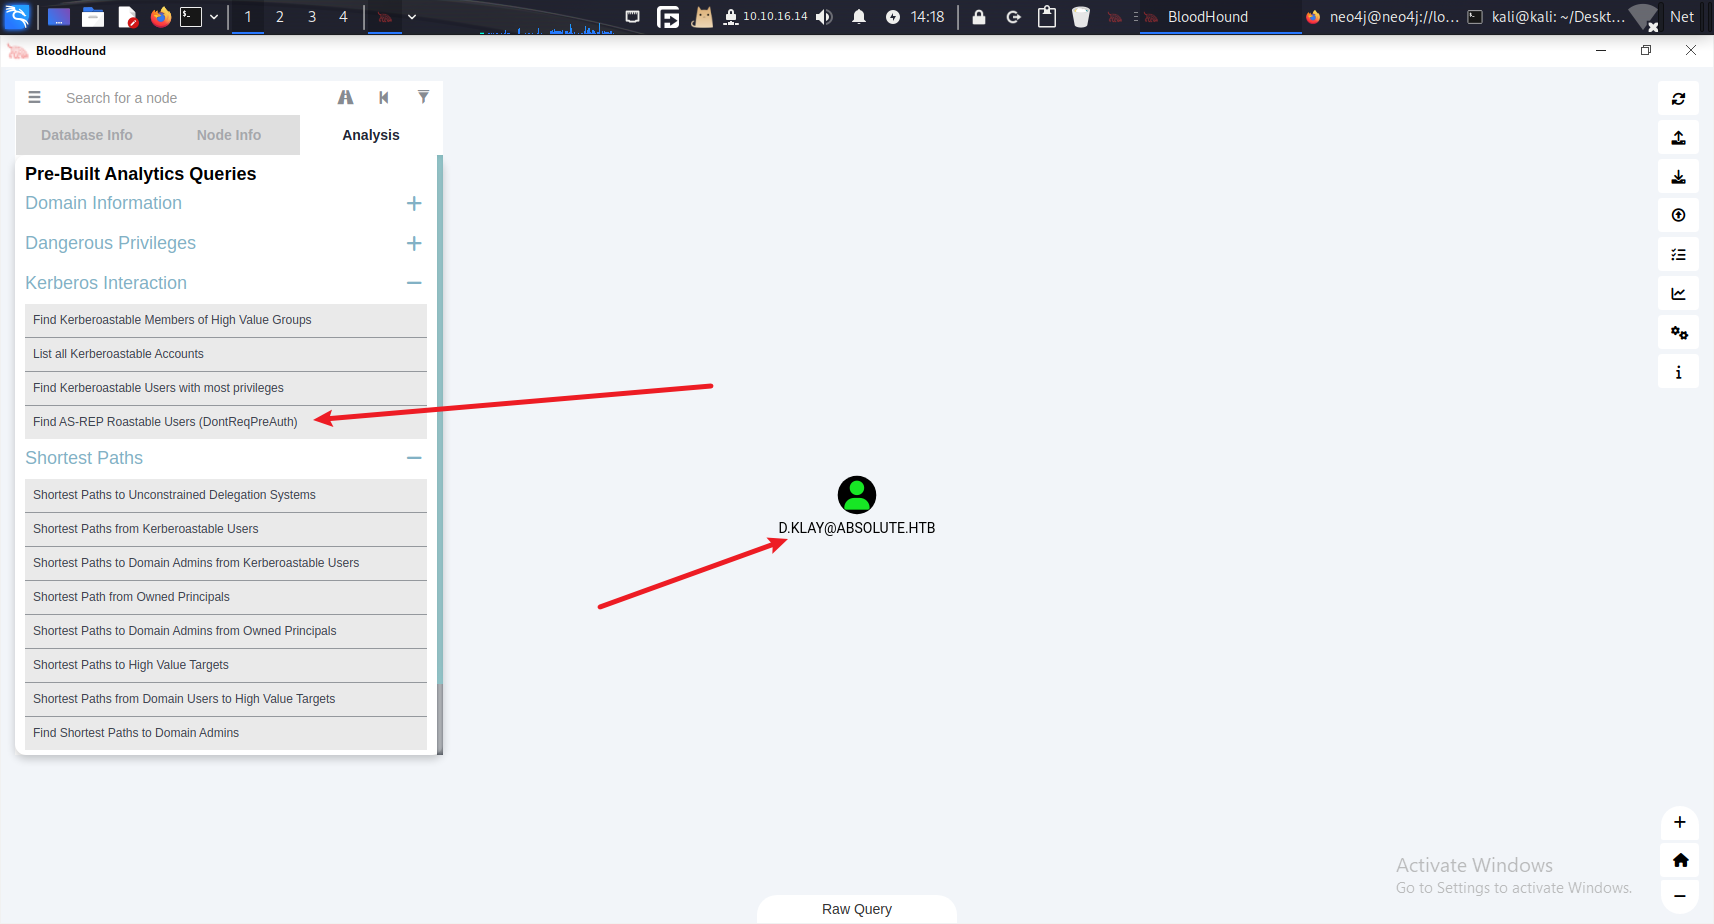 1 2 3 4
10.10.16.14
14:18
BloodHound
neo4j@neo4j://lo...
kali@kali: ~/Deskt...
Net
BloodHound
Search for a node
Database Info
Node Info
Analysis
Pre-Built Analytics Queries
Domain Information
Dangerous Privileges
Kerberos Interaction
Find Kerberoastable Members of High Value Groups
List all Kerberoastable Accounts
Find Kerberoastable Users with most privileges
Find AS-REP Roastable Users (DontReqPreAuth)
Shortest Paths
Shortest Paths to Unconstrained Delegation Systems
Shortest Paths from Kerberoastable Users
Shortest Paths to Domain Admins from Kerberoastable Users
Shortest Path from Owned Principals
Shortest Paths to Domain Admins from Owned Principals
Shortest Paths to High Value Targets
Shortest Paths from Domain Users to High Value Targets
Find Shortest Paths to Domain Admins
D.KLAY@ABSOLUTE.HTB
Activate Windows
Go to Settings to activate Windows.
Raw Query